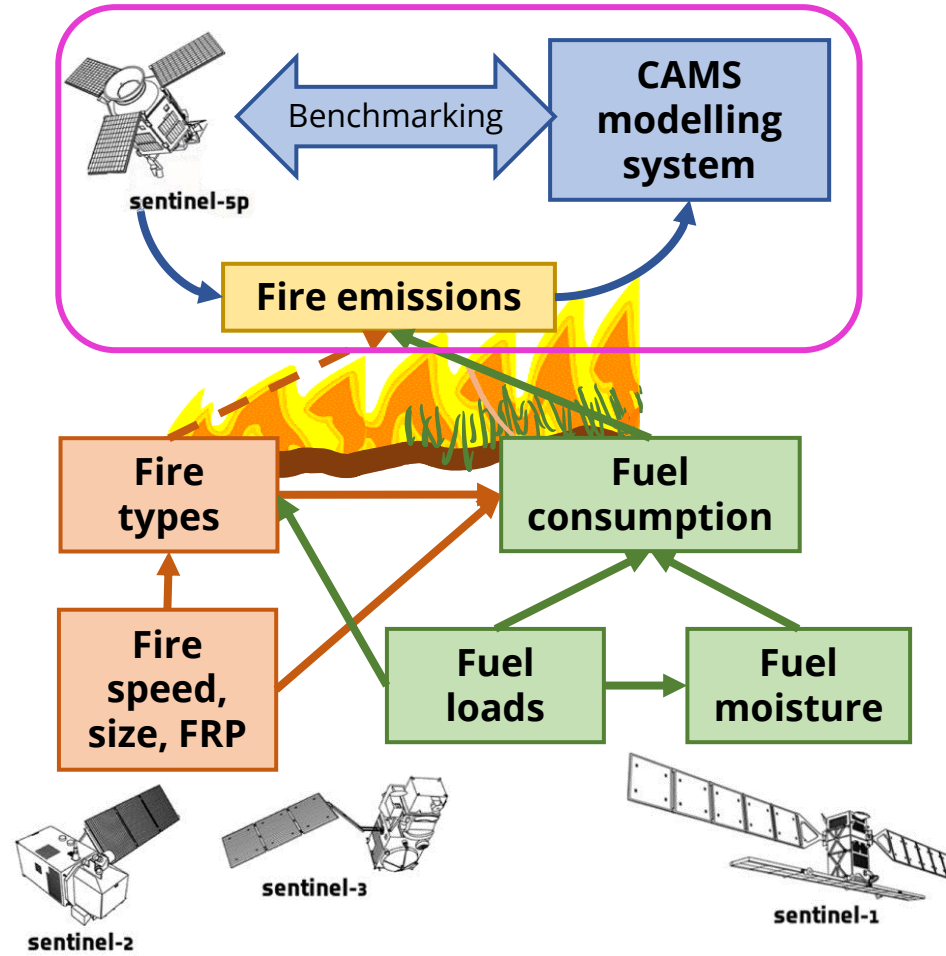 CAMS
modelling
system
Benchmarking
sentinel-5p
Fire emissions
Fire
types
Fuel
consumption
Fire
speed,
size, FRP
Fuel
loads
Fuel
moisture
sentinel-2
sentinel-3
sentinel-1